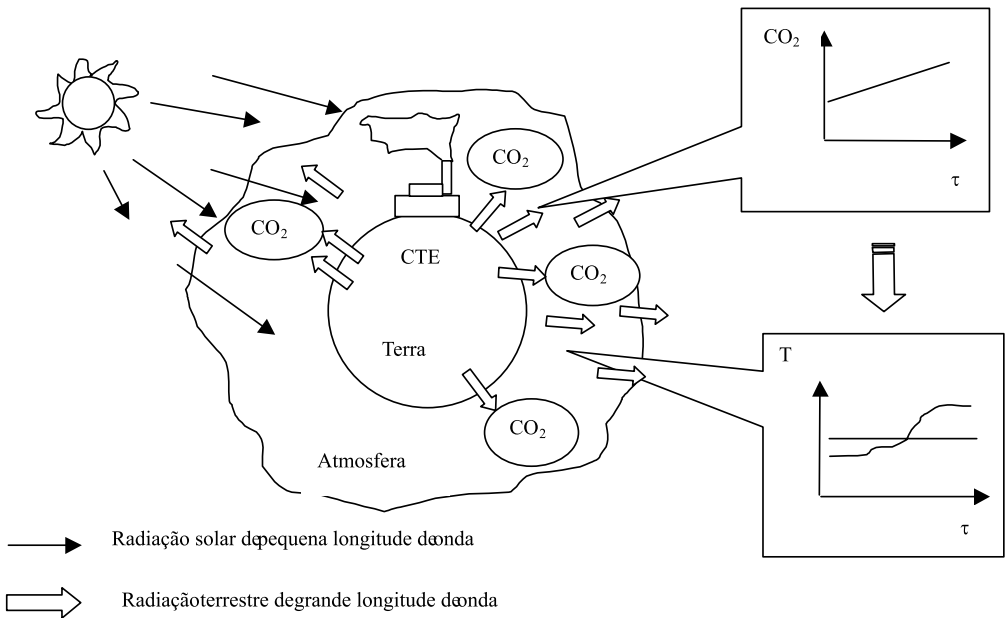 CO₂
τ
CO₂
CO₂
CTE
CO₂
Terra
T
CO₂
Atmosfera
τ
Radiação solar depequena longitude deonda
Radiaçãoterrestre degrande longitude deonda